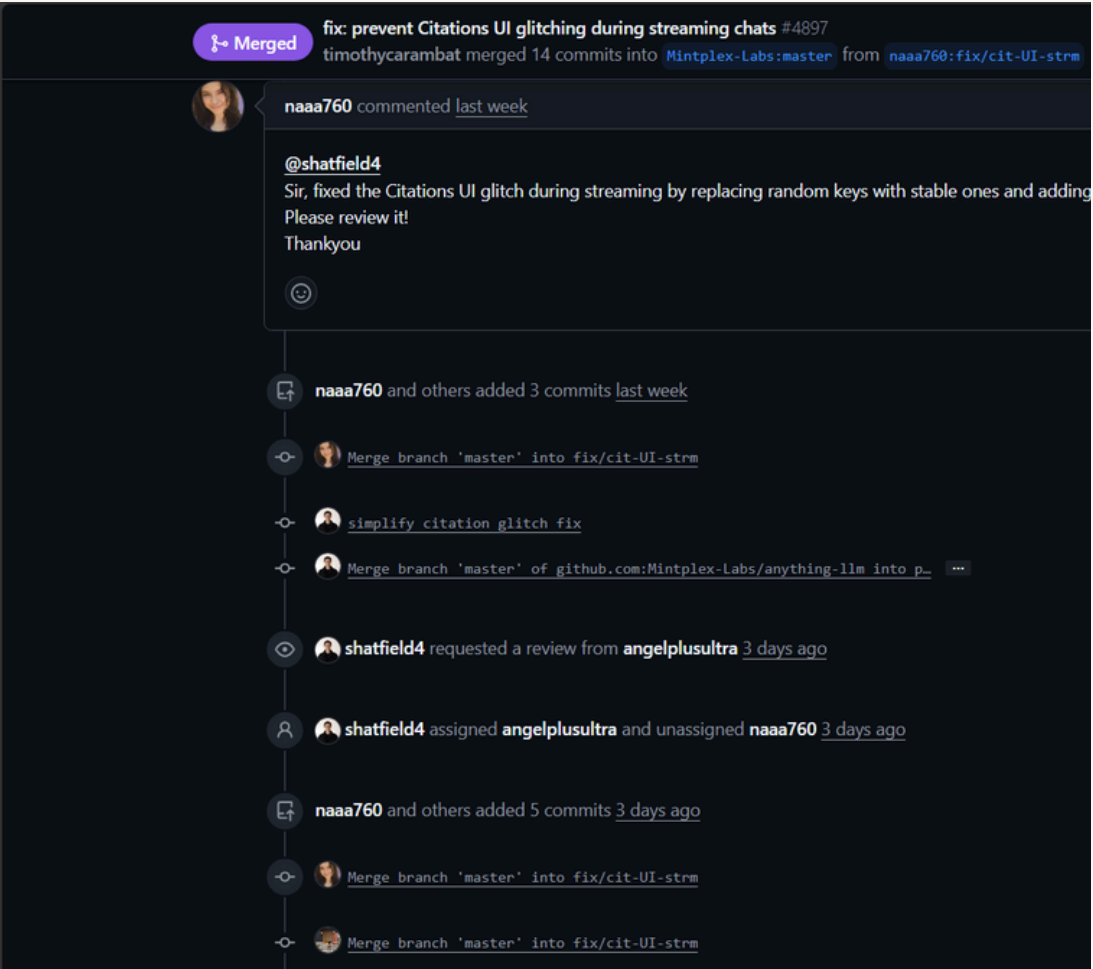 Merged
fix: prevent Citations UI glitching during streaming chats #4897
timothycarambat merged 14 commits into Mintplex-Labs:master from naaa760:fix/cit-UI-strm
naaa760 commented last week
@shatfield4
Sir, fixed the Citations UI glitch during streaming by replacing random keys with stable ones and adding
Please review it!
Thankyou
naaa760 and others added 3 commits last week
Merge branch 'master' into fix/cit-UI-strm
simplify citation glitch fix
Merge branch 'master' of github.com:Mintplex-Labs/anything-llm into p…
shatfield4 requested a review from angelplusultra 3 days ago
shatfield4 assigned angelplusultra and unassigned naaa760 3 days ago
naaa760 and others added 5 commits 3 days ago
Merge branch 'master' into fix/cit-UI-strm
Merge branch 'master' into fix/cit-UI-strm